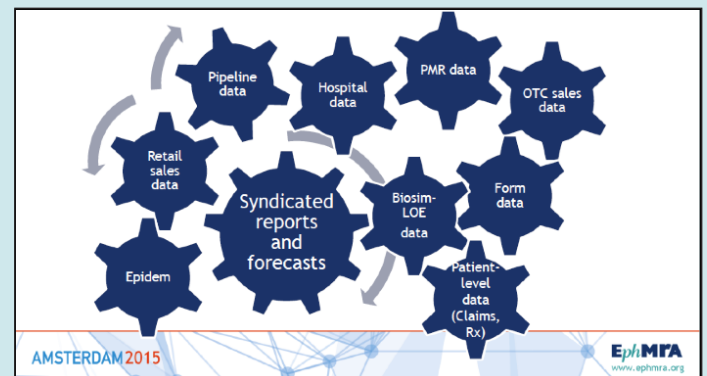 Pipeline
data
Hospital
data
PMR data
OTC sales
data
Retail
sales
data
Syndicated
reports
and
forecasts
Biosim-
LOE
data
Form
data
Epidem
Patient-
level
data
(Claims,
Rx)
AMSTERDAM2015
EphMRA
www.ephmra.org